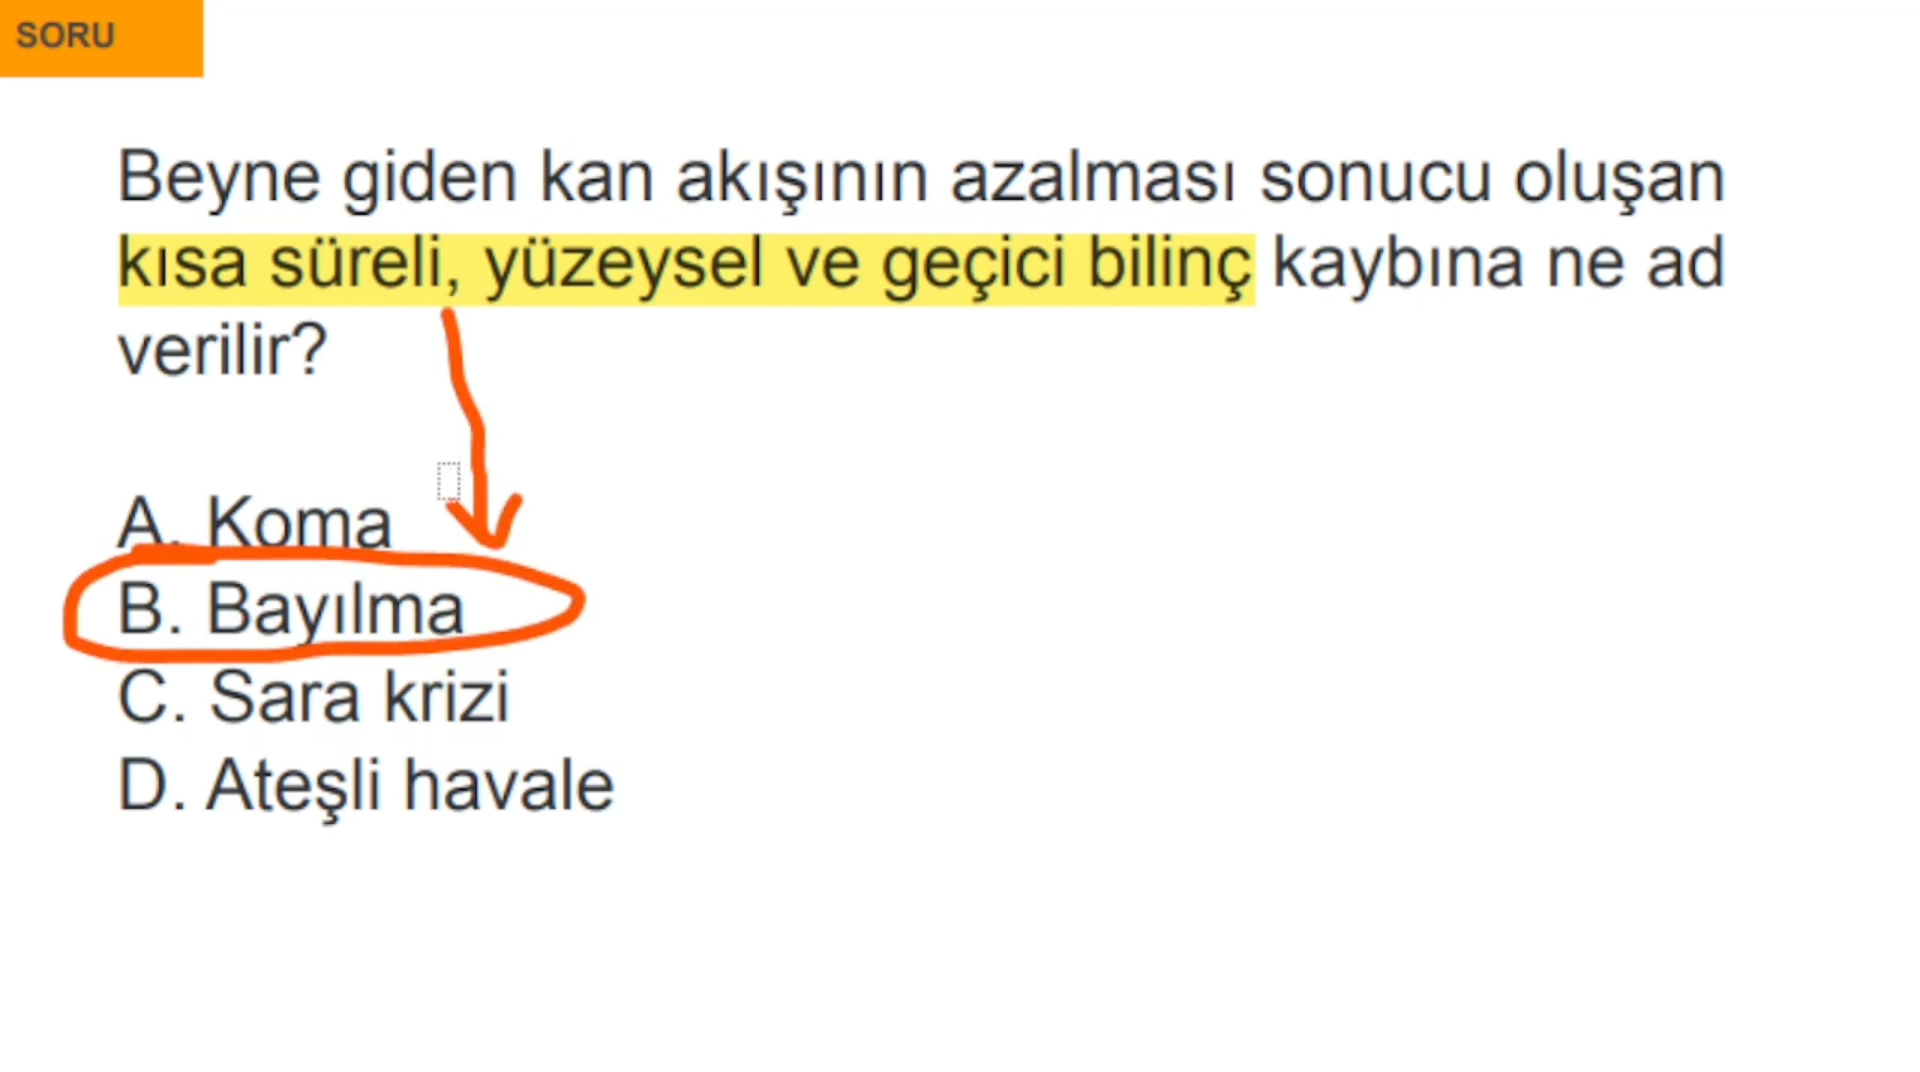 SORU
Beyne giden kan akışının azalması sonucu oluşan
kısa süreli, yüzeysel ve geçici bilinç kaybına ne ad
verilir?
A. Koma
B. Bayılma
C. Sara krizi
D. Ateşli havale